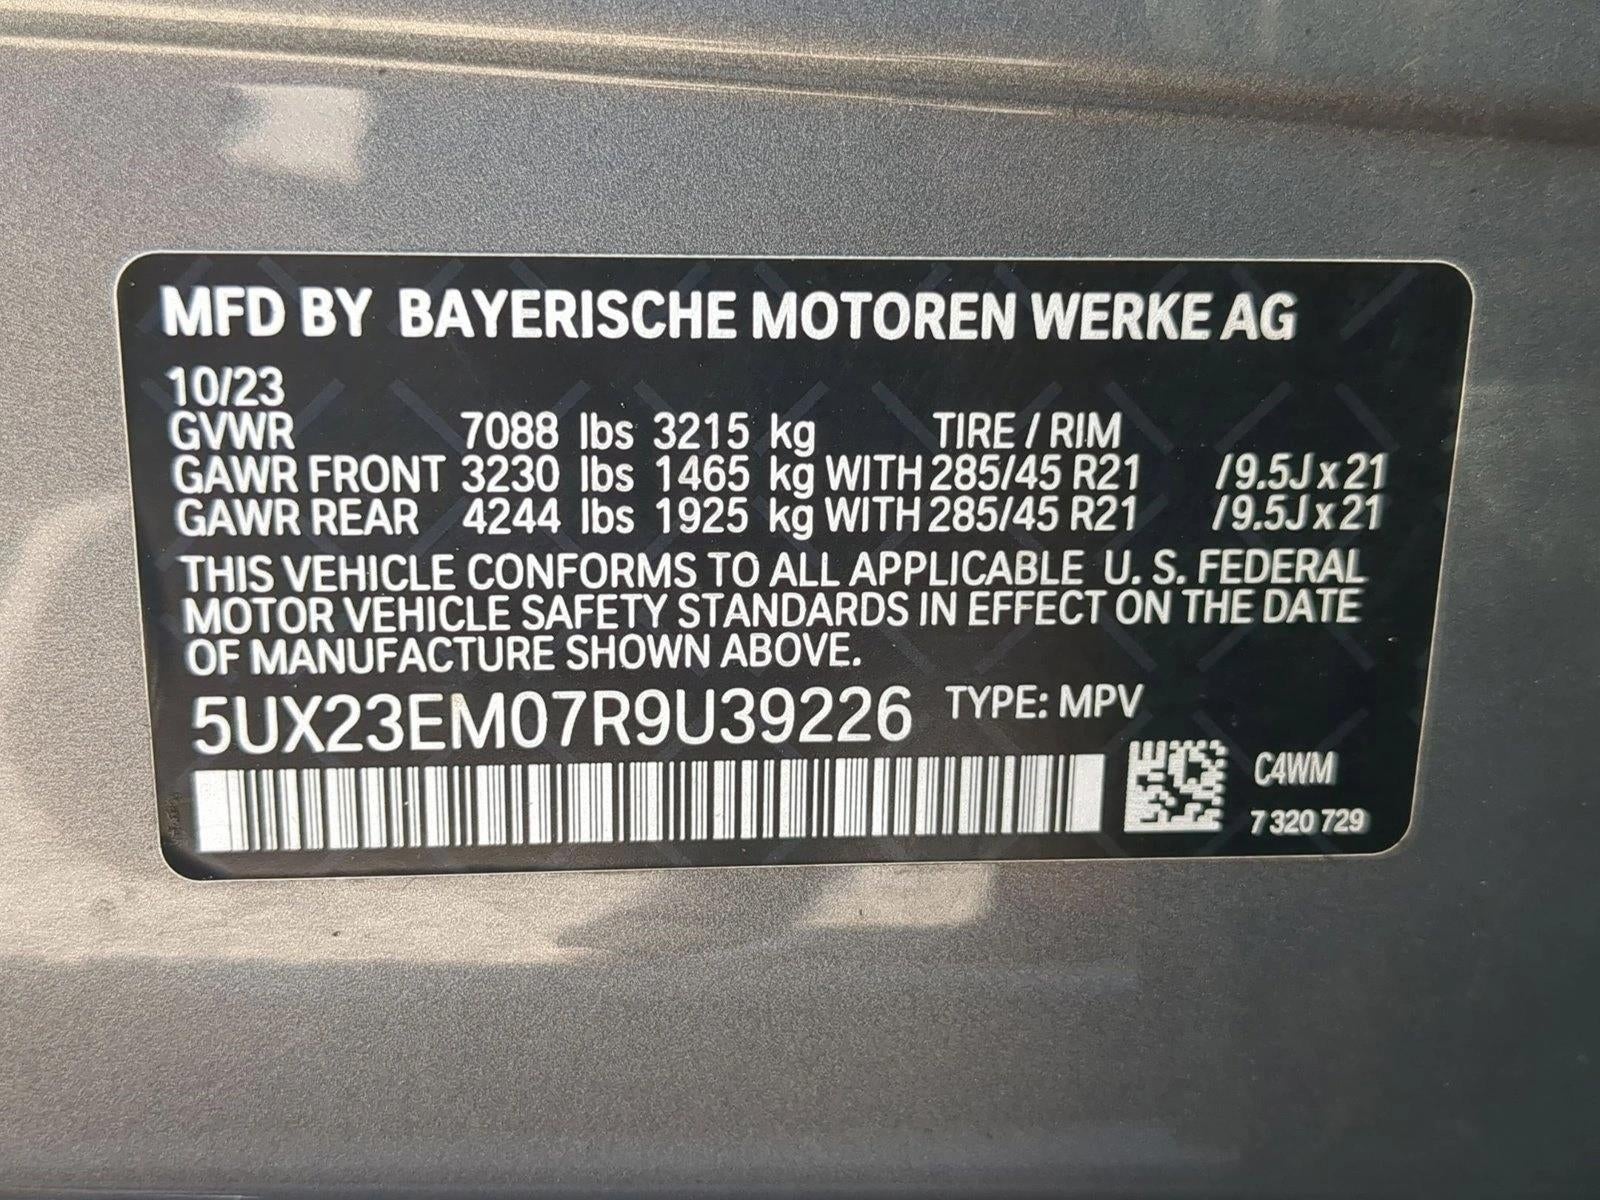 MFD BY BAYERISCHE MOTOREN WERKE AG
10/23
GVWR 7088 lbs 3215 kg TIRE / RIM
GAWR FRONT 3230 lbs 1465 kg WITH 285/45 R21 /9.5J x 21
GAWR REAR 4244 lbs 1925 kg WITH 285/45 R21 /9.5J x 21
THIS VEHICLE CONFORMS TO ALL APPLICABLE U. S. FEDERAL
MOTOR VEHICLE SAFETY STANDARDS IN EFFECT ON THE DATE
OF MANUFACTURE SHOWN ABOVE.
5UX23EM07R9U39226 TYPE: MPV
C4WM
7 320 729